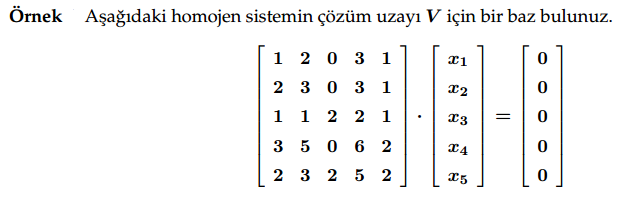 Örnek Aşağıdaki homojen sistemin çözüm uzayı V için bir baz bulunuz.
1 2 0 3 1 x1 0
2 3 0 3 1 x2 0
1 1 2 2 1 · x3 = 0
3 5 0 6 2 x4 0
2 3 2 5 2 x5 0